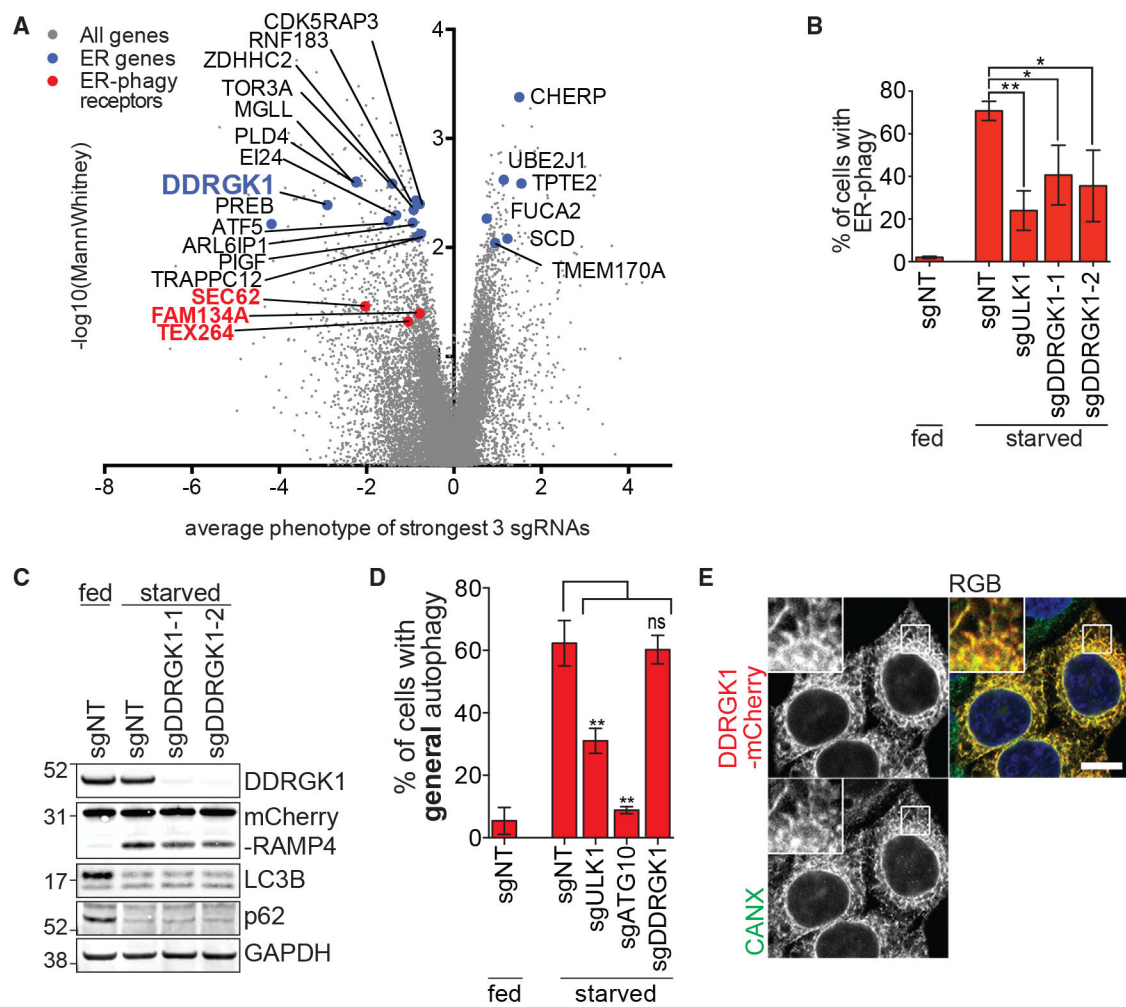 A
All genes
ER genes
ER-phagy
receptors
CDK5RAP3
RNF183
ZDHHC2
TOR3A
MGLL
PLD4
EI24
DDRGK1
PREB
ATF5
ARL6IP1
PIGF
TRAPPC12
SEC62
FAM134A
TEX264
CHERP
UBE2J1
TPTE2
FUCA2
SCD
TMEM170A
-log10(MannWhitney)
4
3
2
-8
-6
-4
-2
0
2
4
average phenotype of strongest 3 sgRNAs
B
% of cells with
ER-phagy
80
60
40
20
0
*
*
**
sgNT
sgNT
sgULK1
sgDDRGK1-1
sgDDRGK1-2
fed
starved
C
fed
starved
sgNT
sgNT
sgDDRGK1-1
sgDDRGK1-2
52
DDRGK1
31
mCherry
-RAMP4
17
LC3B
52
p62
38
GAPDH
D
% of cells with
general autophagy
80
60
40
20
0
**
**
ns
sgNT
sgNT
sgULK1
sgATG10
sgDDRGK1
fed
starved
E
RGB
DDRGK1
-mCherry
CANX